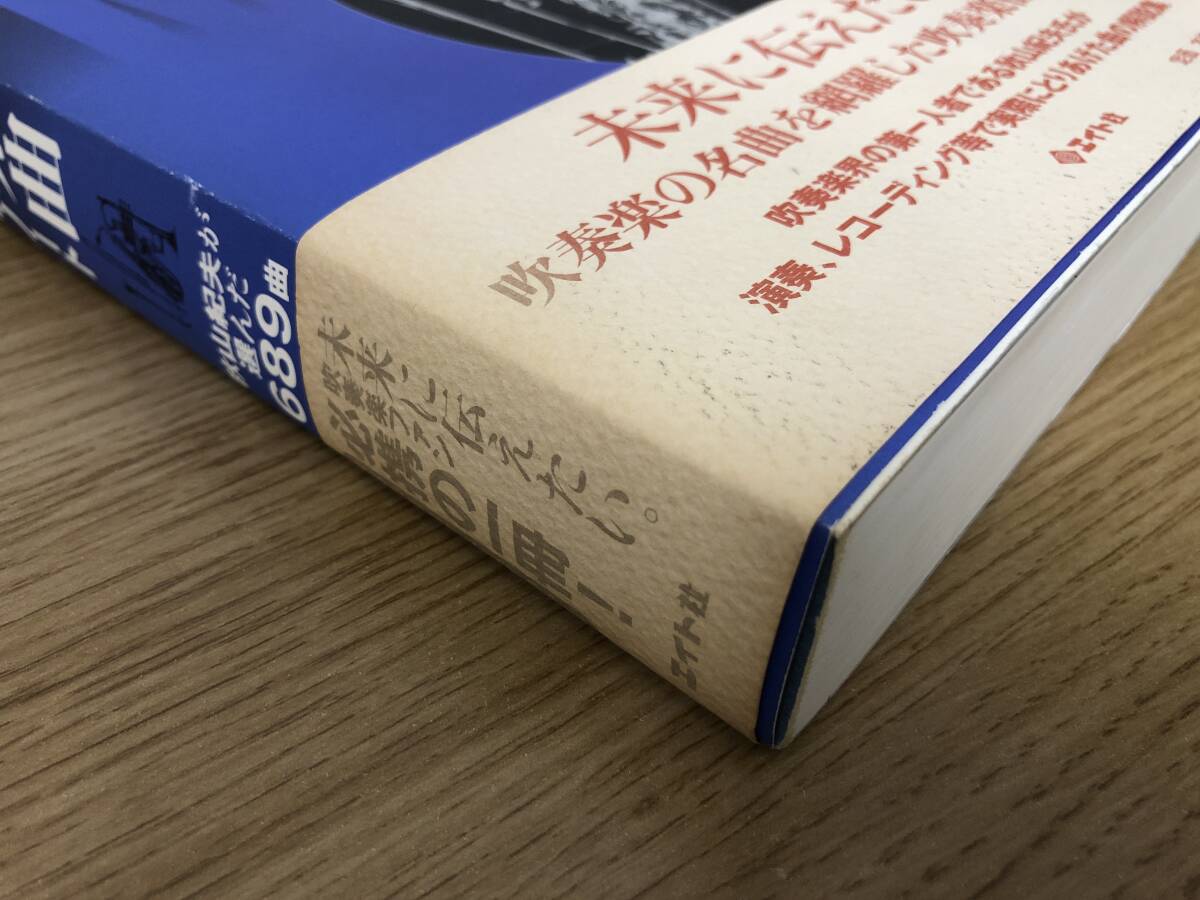 未来に伝えたい
吹奏楽の名曲を網羅した吹奏楽
吹奏楽界の第一人者である秋山紀夫氏が
演奏、レコーディング等で実際にとりあげた曲の
エイト社
曲
秋山紀夫が
選んだ
689曲
未来に伝えたい。
吹奏楽ファン
必携の一冊!
エイト社